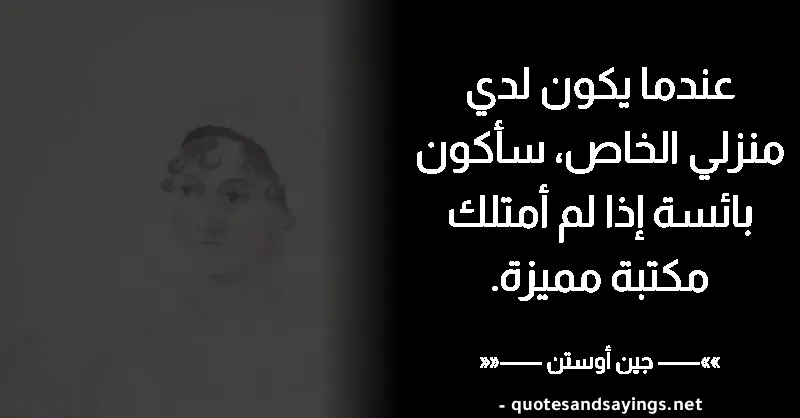 عندما يكون لدي
منزلي الخاص، سأكون
بائسة إذا لم أمتلك
مكتبة مميزة.
»»—— جين أوستن ——««
- quotesandsayings.net